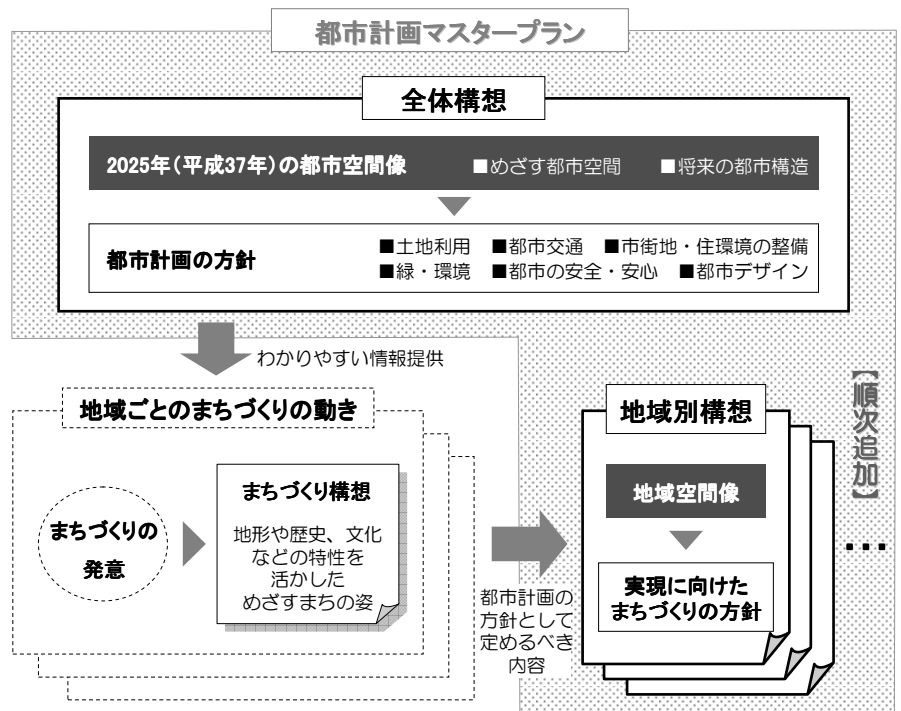 都市計画マスタープラン
全体構想
2025年(平成37年)の都市空間像 ■めざす都市空間 ■将来の都市構造
都市計画の方針
■土地利用 ■都市交通 ■市街地・住環境の整備
■緑・環境 ■都市の安全・安心 ■都市デザイン
わかりやすい情報提供
地域ごとのまちづくりの動き
まちづくりの
発意
まちづくり構想
地形や歴史、文化
などの特性を
活かした
めざすまちの姿
都市計画の
方針として
定めるべき
内容
地域別構想
地域空間像
実現に向けた
まちづくりの方針
【順次追加】
…